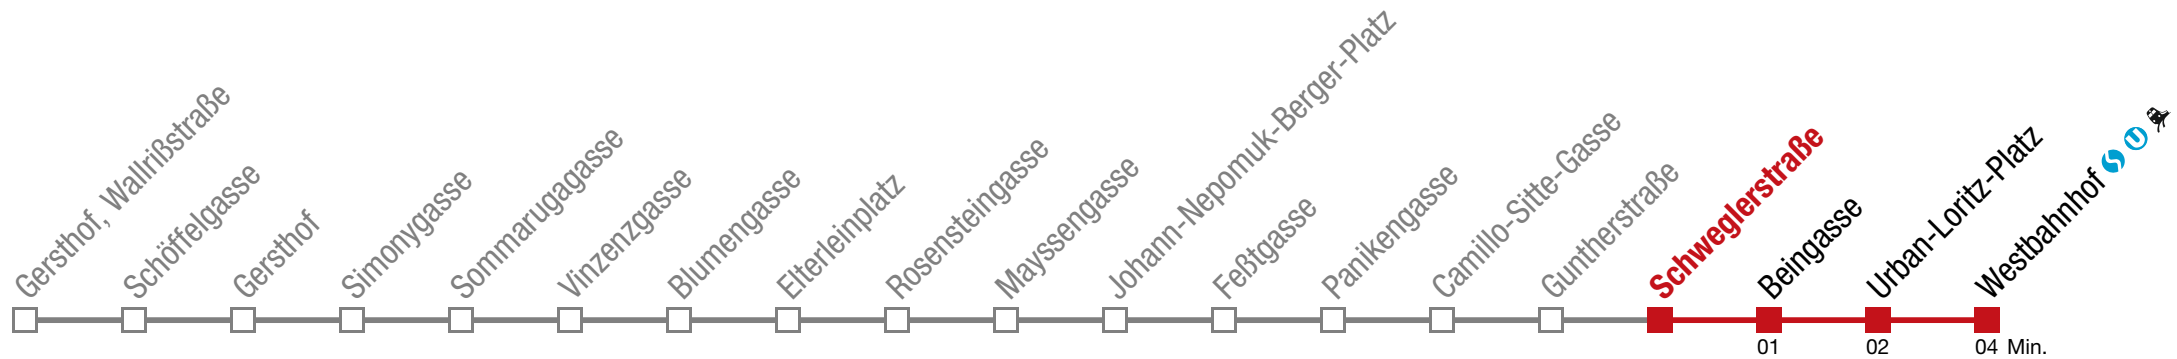 Gersthof, Wallrißstraße
Schöffelgasse
Gersthof
Simonygasse
Sommarugagasse
Vinzenzgasse
Blumengasse
Elterleinplatz
Rosensteingasse
Mayssengasse
Johann-Nepomuk-Berger-Platz
Feßtgasse
Panikengasse
Camillo-Sitte-Gasse
Guntherstraße
Schweglerstraße
Beingasse
Urban-Loritz-Platz
Westbahnhof S U
01 02 04 Min.